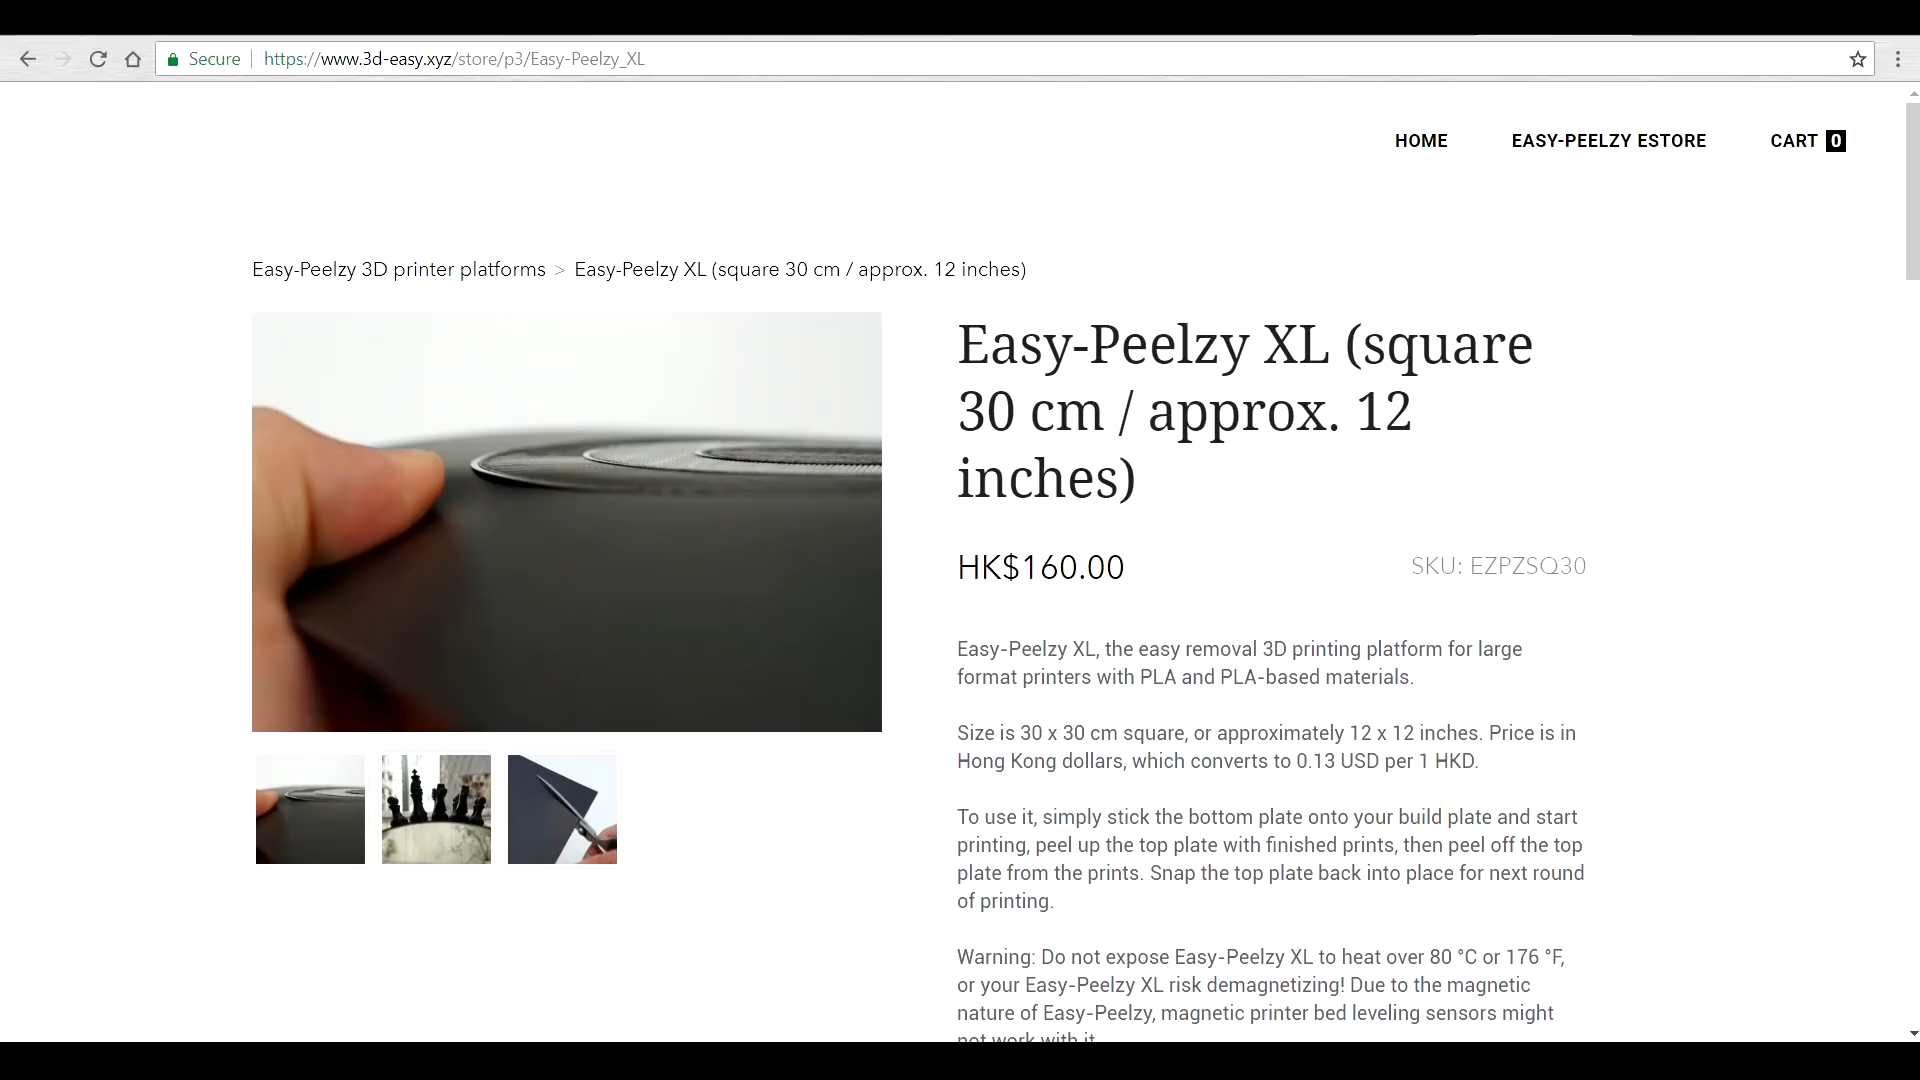 Secure https://www.3d-easy.xyz/store/p3/Easy-Peelzy_XL
HOME EASY-PEELZY ESTORE CART 0
Easy-Peelzy 3D printer platforms > Easy-Peelzy XL (square 30 cm / approx. 12 inches)
Easy-Peelzy XL (square
30 cm / approx. 12
inches)
HK$160.00 SKU: EZPZSQ30
Easy-Peelzy XL, the easy removal 3D printing platform for large
format printers with PLA and PLA-based materials.
Size is 30 x 30 cm square, or approximately 12 x 12 inches. Price is in
Hong Kong dollars, which converts to 0.13 USD per 1 HKD.
To use it, simply stick the bottom plate onto your build plate and start
printing, peel up the top plate with finished prints, then peel off the top
plate from the prints. Snap the top plate back into place for next round
of printing.
Warning: Do not expose Easy-Peelzy XL to heat over 80 °C or 176 °F,
or your Easy-Peelzy XL risk demagnetizing! Due to the magnetic
nature of Easy-Peelzy, magnetic printer bed leveling sensors might
not work with it